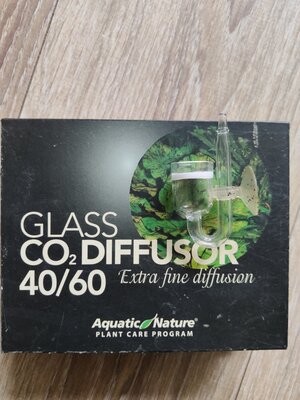 GLASS
CO₂ DIFFUSOR
40/60 Extra fine diffusion
Aquatic Nature®
PLANT CARE PROGRAM